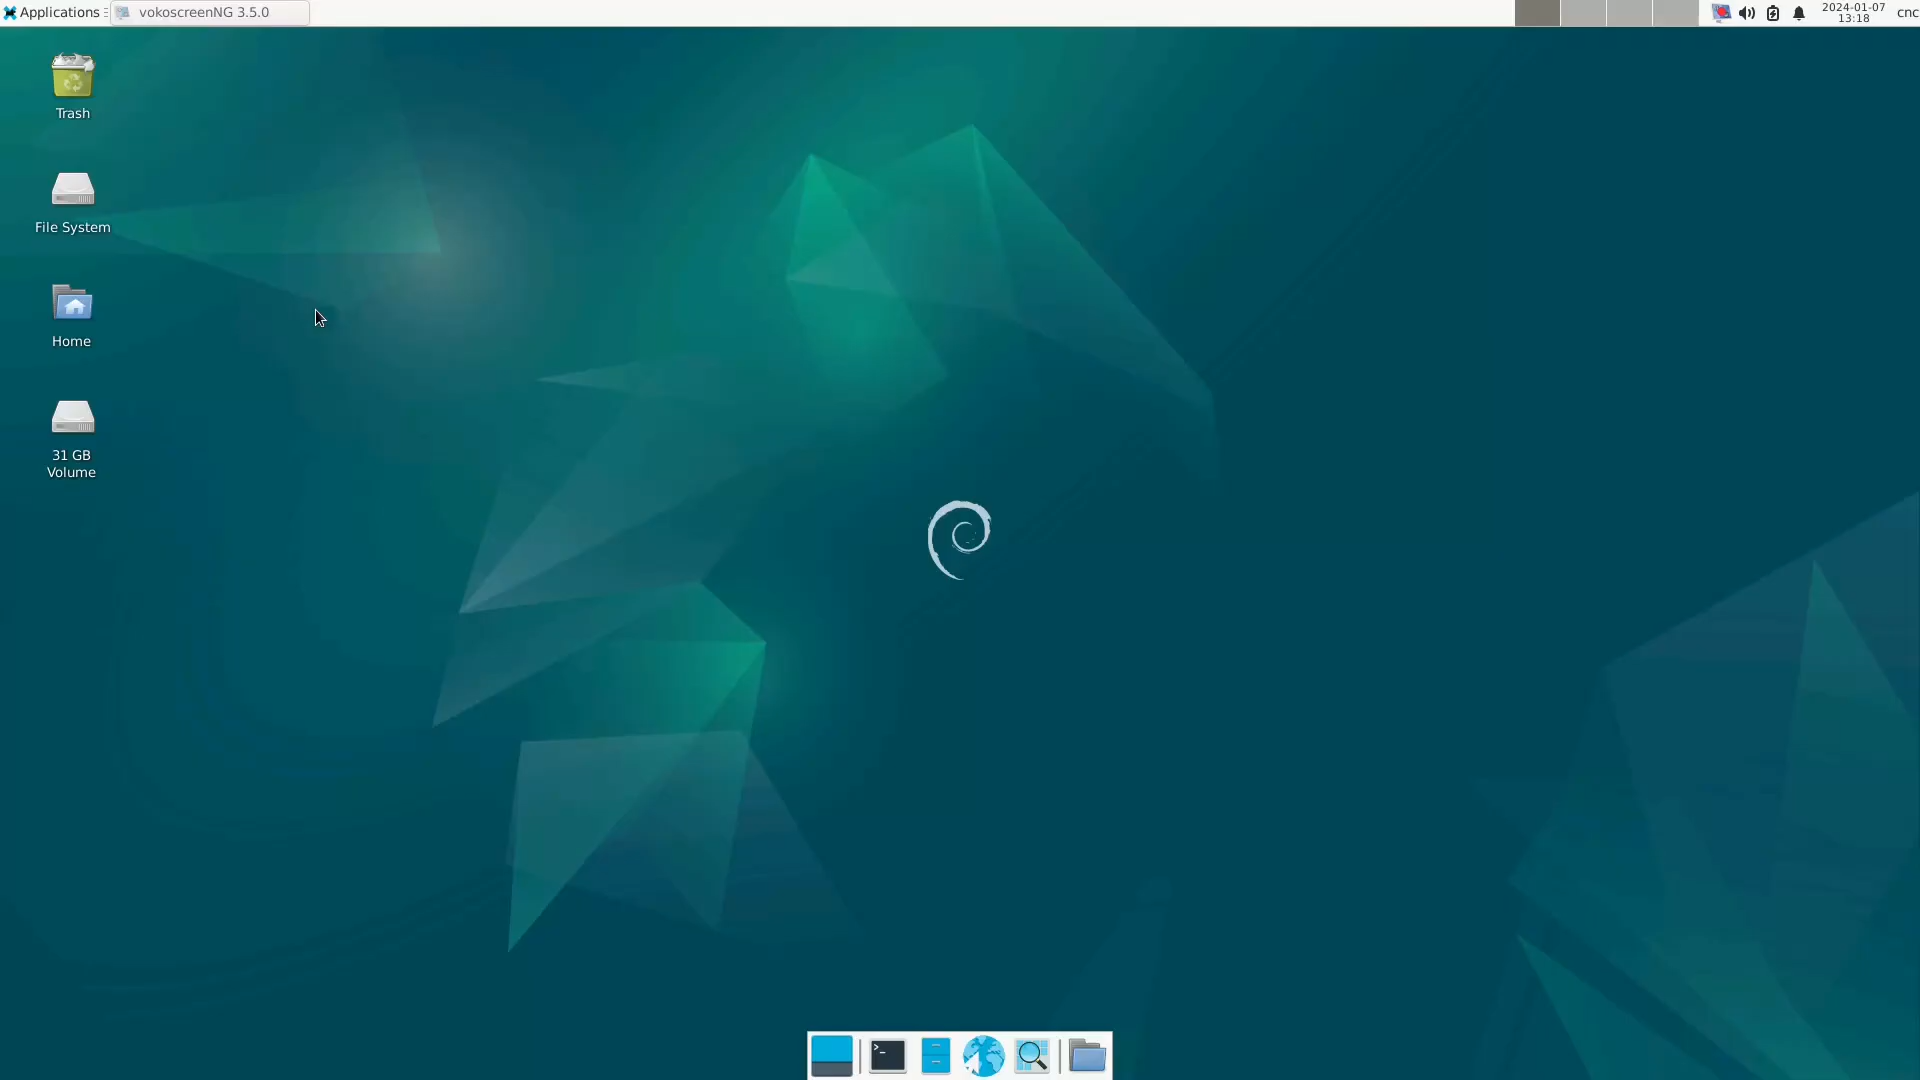 Applications
vokoscreenNG 3.5.0
2024-01-07
13:18
cnc
Trash
File System
Home
31 GB
Volume
>_